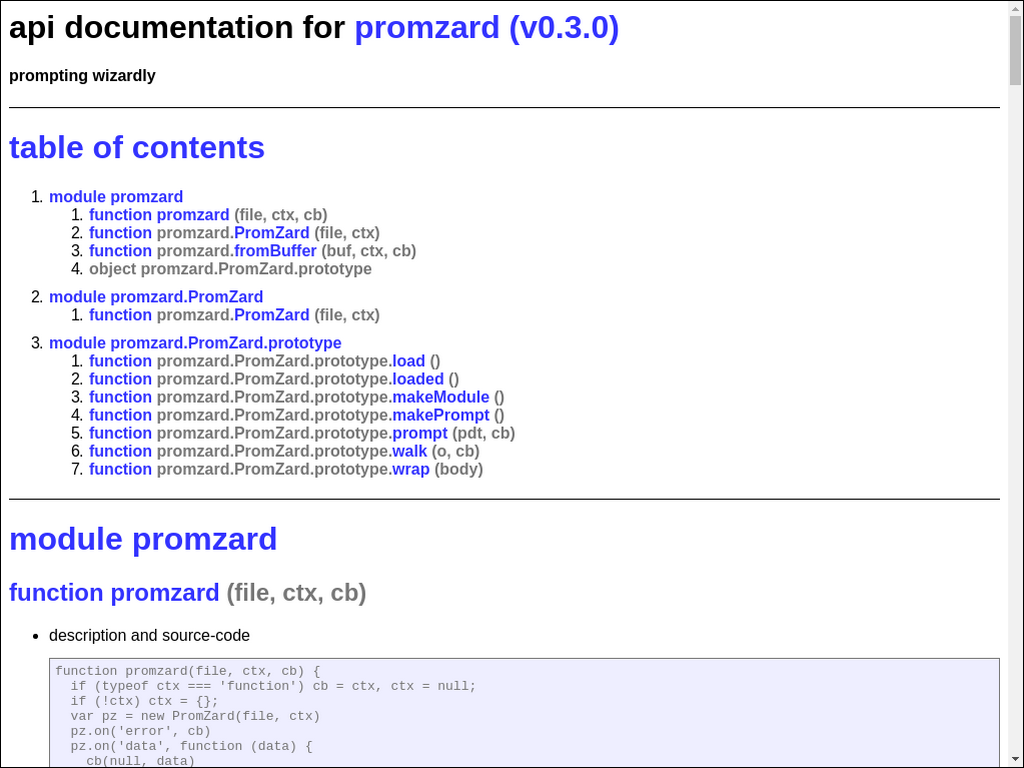 api documentation for promzard (v0.3.0)
prompting wizardly
table of contents
1. module promzard
1. function promzard (file, ctx, cb)
2. function promzard.PromZard (file, ctx)
3. function promzard.fromBuffer (buf, ctx, cb)
4. object promzard.PromZard.prototype
2. module promzard.PromZard
1. function promzard.PromZard (file, ctx)
3. module promzard.PromZard.prototype
1. function promzard.PromZard.prototype.load ()
2. function promzard.PromZard.prototype.loaded ()
3. function promzard.PromZard.prototype.makeModule ()
4. function promzard.PromZard.prototype.makePrompt ()
5. function promzard.PromZard.prototype.prompt (pdt, cb)
6. function promzard.PromZard.prototype.walk (o, cb)
7. function promzard.PromZard.prototype.wrap (body)
module promzard
function promzard (file, ctx, cb)
• description and source-code
function promzard(file, ctx, cb) {
  if (typeof ctx === 'function') cb = ctx, ctx = null;
  if (!ctx) ctx = {};
  var pz = new PromZard(file, ctx)
  pz.on('error', cb)
  pz.on('data', function (data) {
    cb(null, data)